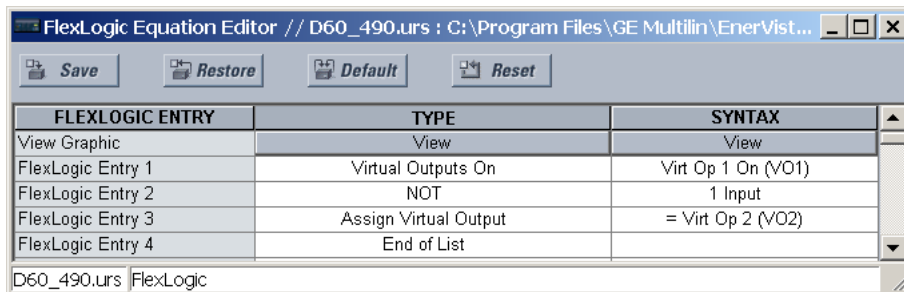 FlexLogic Equation Editor // D60_490.urs : C:\Program Files\GE Multilin\EnerVist...
Save Restore Default Reset
FLEXLOGIC ENTRY TYPE SYNTAX
View Graphic View View
FlexLogic Entry 1 Virtual Outputs On Virt Op 1 On (VO1)
FlexLogic Entry 2 NOT 1 Input
FlexLogic Entry 3 Assign Virtual Output = Virt Op 2 (VO2)
FlexLogic Entry 4 End of List
D60_490.urs FlexLogic